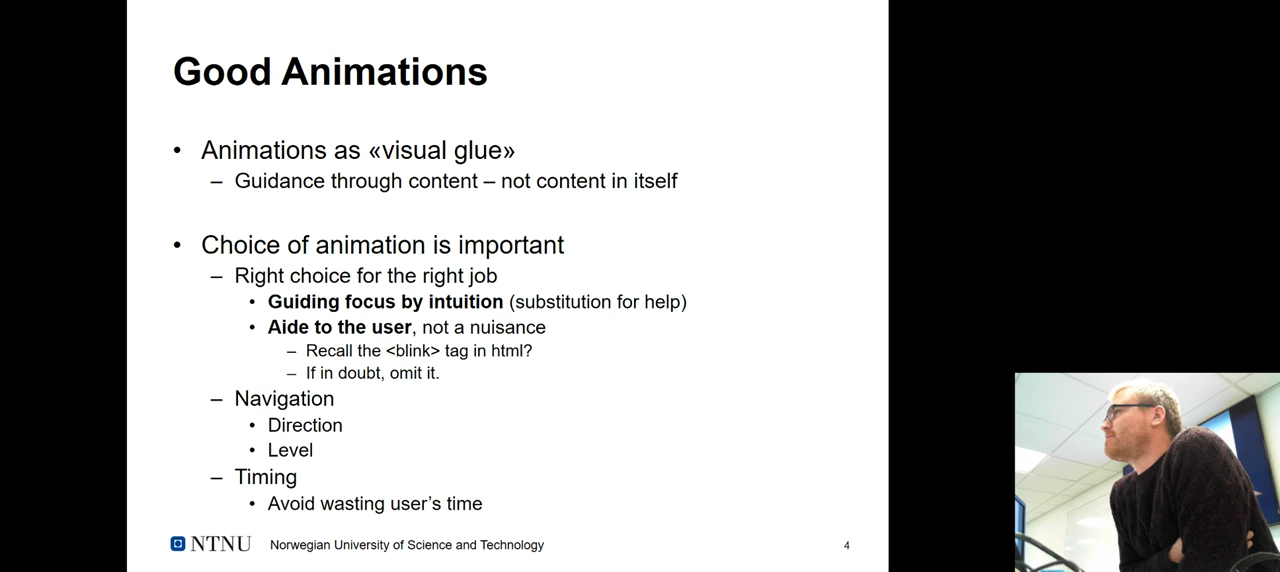 Good Animations
• Animations as «visual glue»
– Guidance through content – not content in itself
• Choice of animation is important
– Right choice for the right job
• Guiding focus by intuition (substitution for help)
• Aide to the user, not a nuisance
– Recall the <blink> tag in html?
– If in doubt, omit it.
– Navigation
• Direction
• Level
– Timing
• Avoid wasting user’s time
NTNU Norwegian University of Science and Technology 4